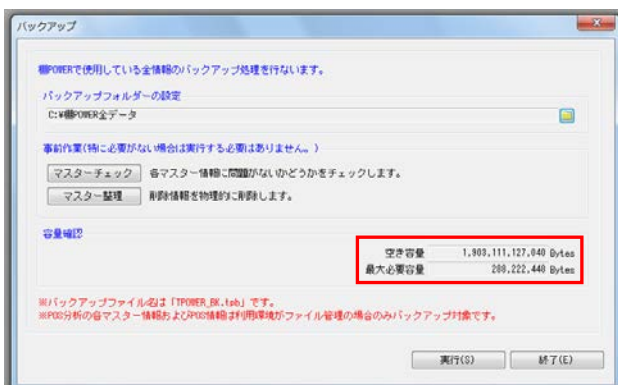 バックアップ
棚POWERで使用している全情報のバックアップ処理を行ないます。
バックアップフォルダーの設定
C:¥棚POWER全データ
事前作業(特に必要がない場合は実行する必要はありません。)
マスターチェック 各マスター情報に問題がないかどうかをチェックします。
マスター整理 削除情報を物理的に削除します。
容量確認
空き容量 1,903,111,127,040 Bytes
最大必要容量 208,222,448 Bytes
※バックアップファイル名は「TPOWER_BK.tpb」です。
※POS分析の各マスター情報およびPOS情報は利用環境がファイル管理の場合のみバックアップ対象です。
実行(S) 終了(E)